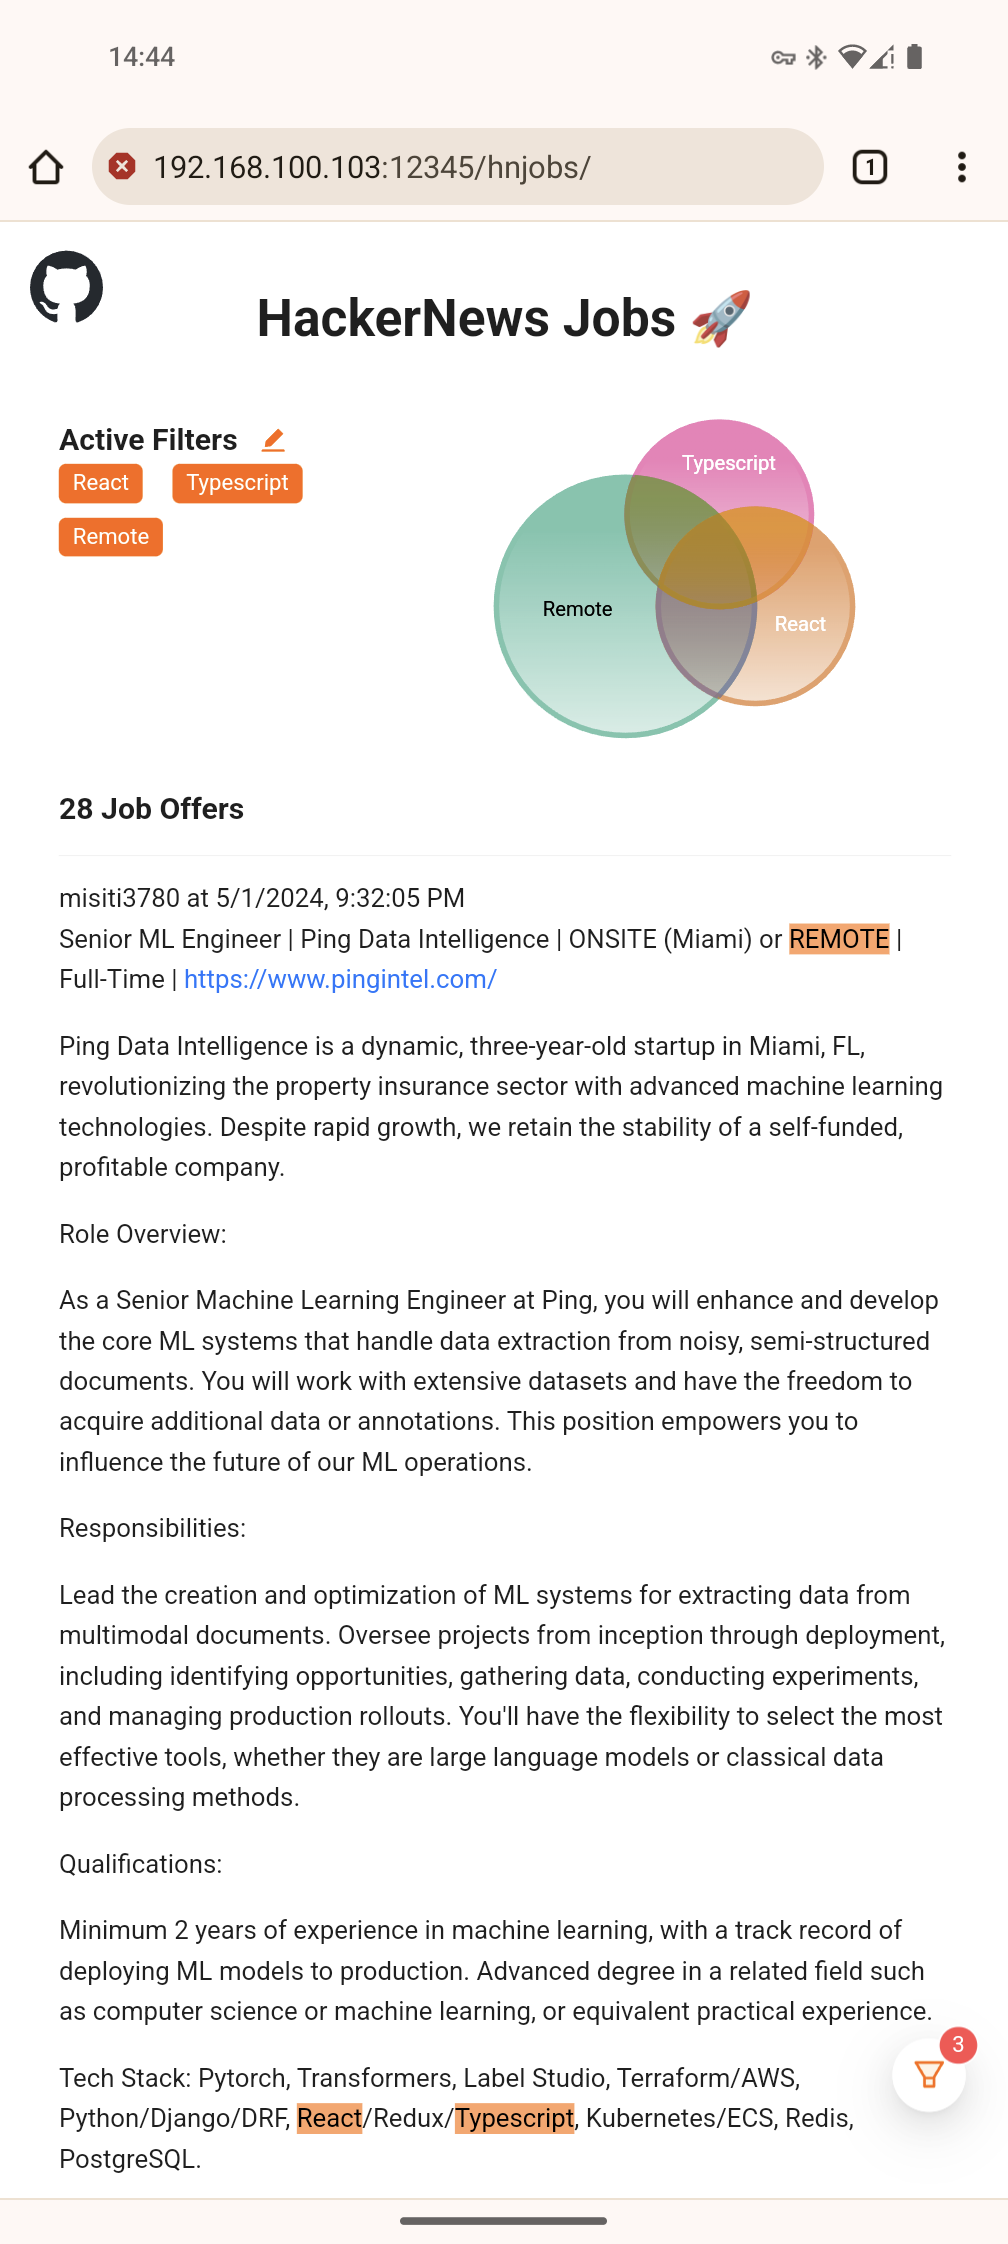 14:44
192.168.100.103:12345/hnjobs/
1
HackerNews Jobs 🚀
Active Filters
React Typescript
Remote
Typescript
Remote
React
28 Job Offers
misiti3780 at 5/1/2024, 9:32:05 PM
Senior ML Engineer | Ping Data Intelligence | ONSITE (Miami) or REMOTE |
Full-Time | https://www.pingintel.com/
Ping Data Intelligence is a dynamic, three-year-old startup in Miami, FL,
revolutionizing the property insurance sector with advanced machine learning
technologies. Despite rapid growth, we retain the stability of a self-funded,
profitable company.
Role Overview:
As a Senior Machine Learning Engineer at Ping, you will enhance and develop
the core ML systems that handle data extraction from noisy, semi-structured
documents. You will work with extensive datasets and have the freedom to
acquire additional data or annotations. This position empowers you to
influence the future of our ML operations.
Responsibilities:
Lead the creation and optimization of ML systems for extracting data from
multimodal documents. Oversee projects from inception through deployment,
including identifying opportunities, gathering data, conducting experiments,
and managing production rollouts. You'll have the flexibility to select the most
effective tools, whether they are large language models or classical data
processing methods.
Qualifications:
Minimum 2 years of experience in machine learning, with a track record of
deploying ML models to production. Advanced degree in a related field such
as computer science or machine learning, or equivalent practical experience.
3
Tech Stack: Pytorch, Transformers, Label Studio, Terraform/AWS,
Python/Django/DRF, React/Redux/Typescript, Kubernetes/ECS, Redis,
PostgreSQL.